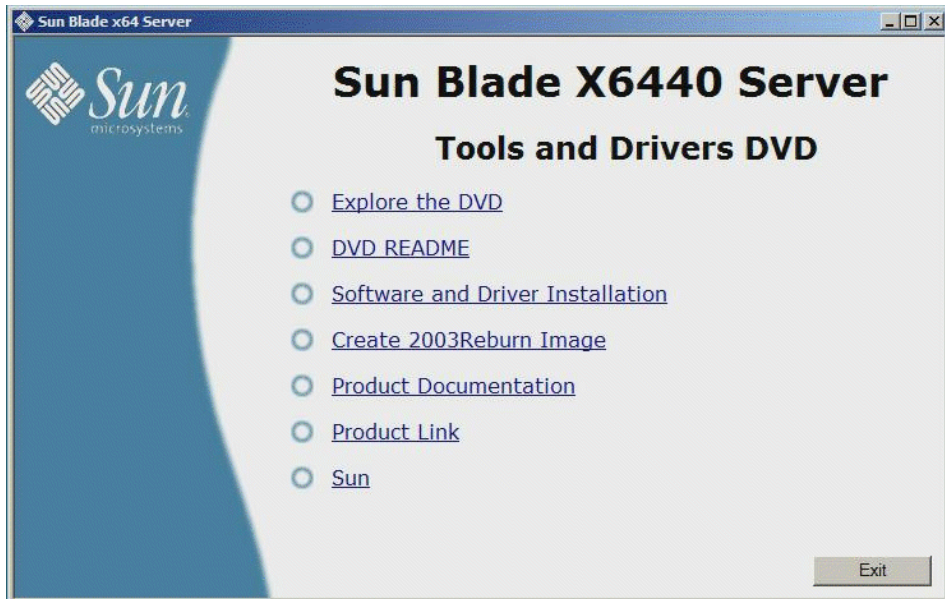 Sun Blade x64 Server
Sun
microsystems
Sun Blade X6440 Server
Tools and Drivers DVD
Explore the DVD
DVD README
Software and Driver Installation
Create 2003Reburn Image
Product Documentation
Product Link
Sun
Exit